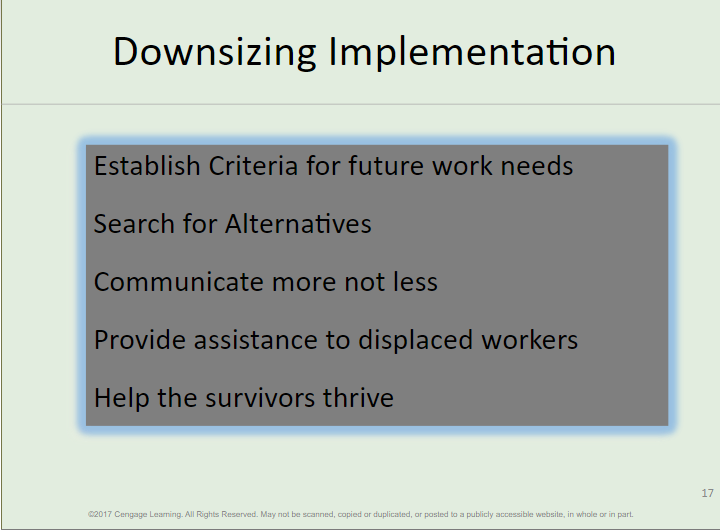 Downsizing Implementation
Establish Criteria for future work needs
Search for Alternatives
Communicate more not less
Provide assistance to displaced workers
Help the survivors thrive
17
©2017 Cengage Learning. All Rights Reserved. May not be scanned, copied or duplicated, or posted to a publicly accessible website, in whole or in part.